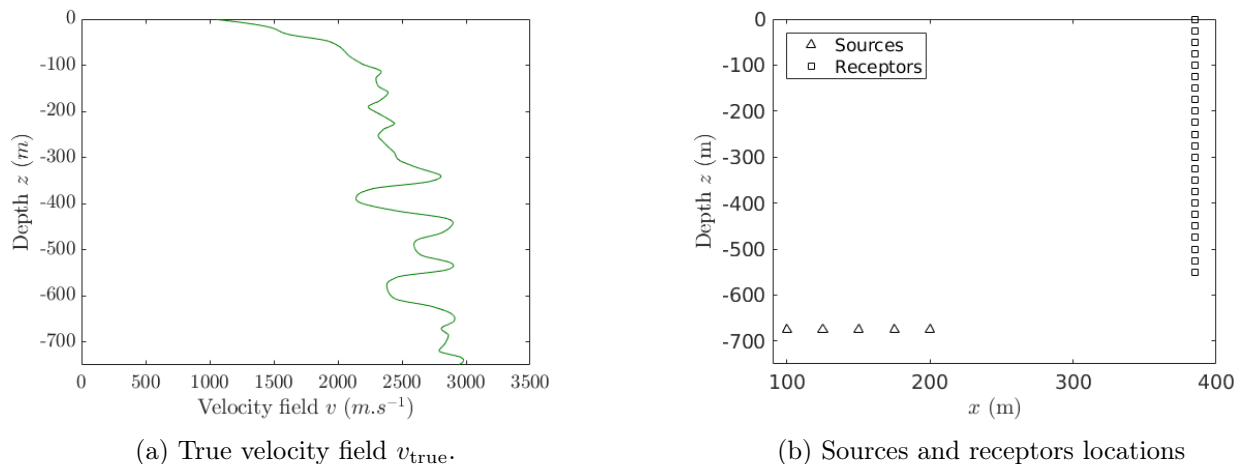 0
-100
-200
-300
-400
-500
-600
-700
Depth z (m)
0 500 1000 1500 2000 2500 3000 3500
Velocity field v (m.s⁻¹)
(a) True velocity field v_true.
Sources
Receptors
0
-100
-200
-300
-400
-500
-600
-700
Depth z (m)
100 200 300 400
x (m)
(b) Sources and receptors locations